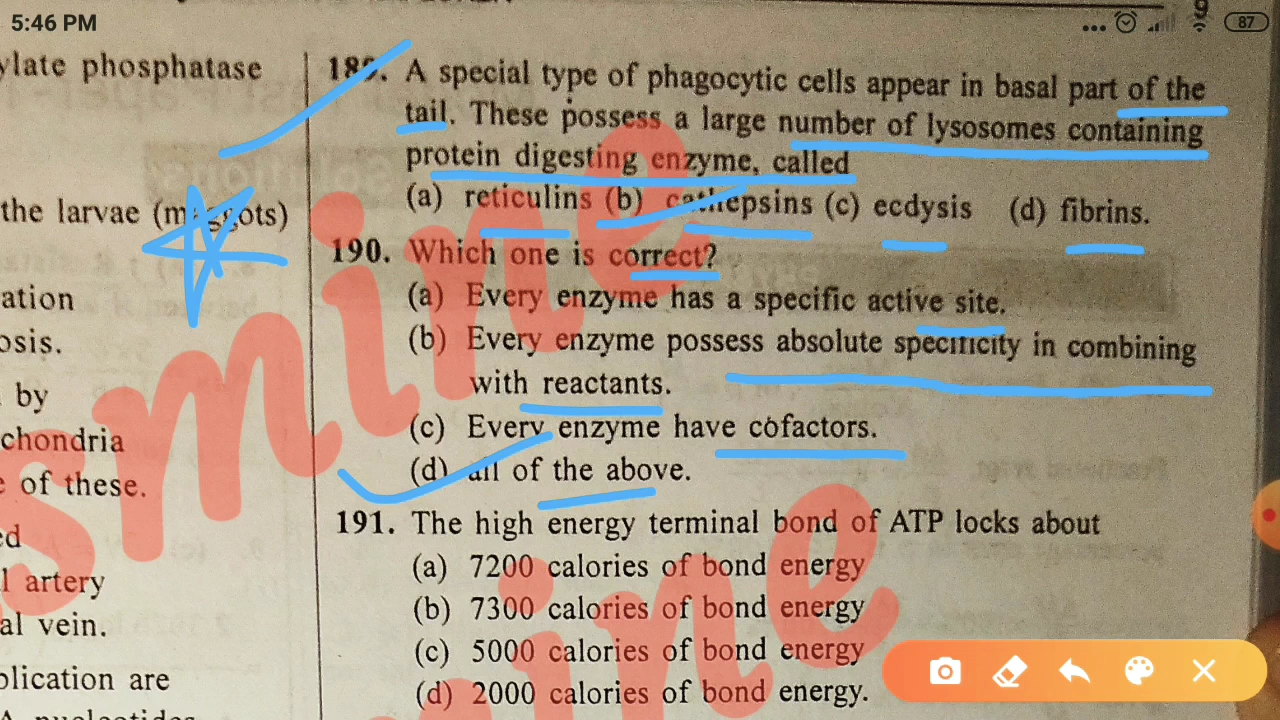 5:46 PM
87
ylate phosphatase
the larvae (maggots)
ation
osis.
by
chondria
e of these.
ed
l artery
al vein.
plication are
A nucleotides
189. A special type of phagocytic cells appear in basal part of the
tail. These possess a large number of lysosomes containing
protein digesting enzyme, called
(a) reticulins (b) cathepsins (c) ecdysis (d) fibrins.
190. Which one is correct?
(a) Every enzyme has a specific active site.
(b) Every enzyme possess absolute specificity in combining
with reactants.
(c) Every enzyme have cofactors.
(d) all of the above.
191. The high energy terminal bond of ATP locks about
(a) 7200 calories of bond energy
(b) 7300 calories of bond energy
(c) 5000 calories of bond energy
(d) 2000 calories of bond energy.
smine
mine